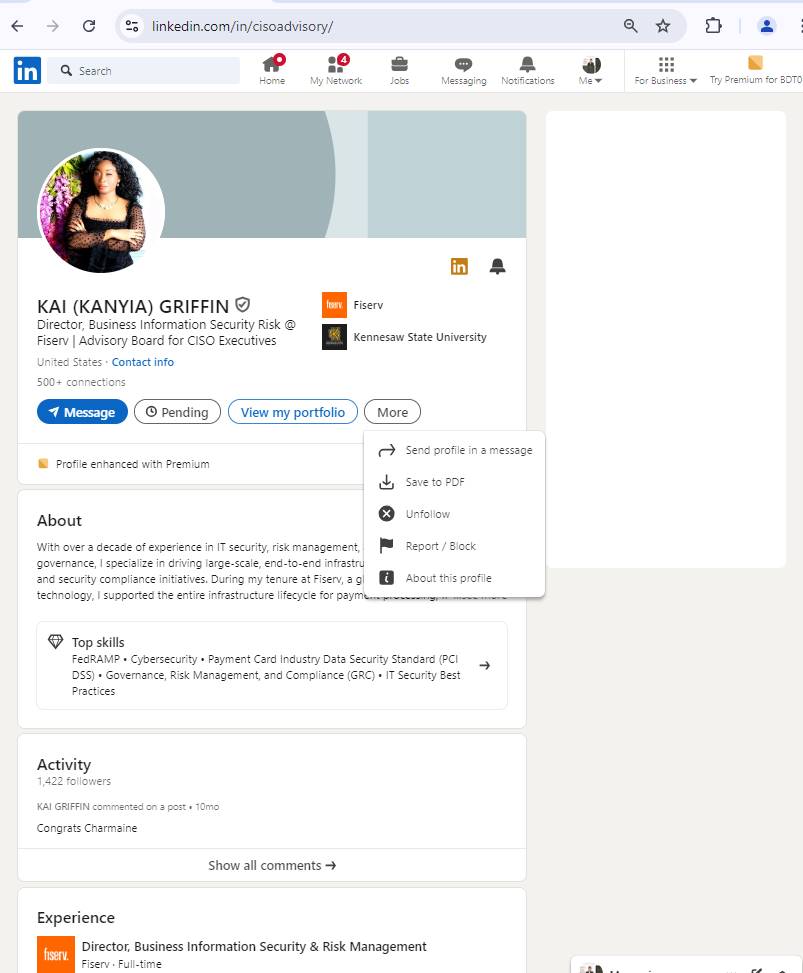 linkedin.com/in/cisoadvisory/
in
Search
Home
4
My Network
Jobs
Messaging
Notifications
Me
For Business
Try Premium for BDT0
in
KAI (KANYIA) GRIFFIN
Director, Business Information Security Risk @
Fiserv | Advisory Board for CISO Executives
United States · Contact info
500+ connections
fiserv.
Fiserv
Kennesaw State University
Message
Pending
View my portfolio
More
Send profile in a message
Save to PDF
Unfollow
Report / Block
About this profile
Profile enhanced with Premium
About
With over a decade of experience in IT security, risk management,
governance, I specialize in driving large-scale, end-to-end infrastru
and security compliance initiatives. During my tenure at Fiserv, a gl
technology, I supported the entire infrastructure lifecycle for payment processing,
see more
Top skills
FedRAMP • Cybersecurity • Payment Card Industry Data Security Standard (PCI
DSS) • Governance, Risk Management, and Compliance (GRC) • IT Security Best
Practices
Activity
1,422 followers
KAI GRIFFIN commented on a post • 10mo
Congrats Charmaine
Show all comments →
Experience
fiserv.
Director, Business Information Security & Risk Management
Fiserv · Full-time